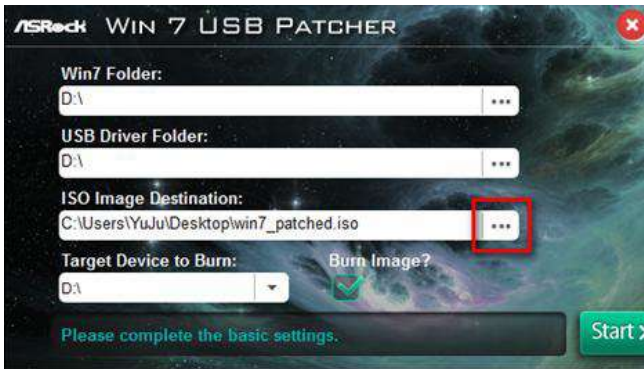 ASRock WIN 7 USB PATCHER
Win7 Folder:
D:\
USB Driver Folder:
D:\
ISO Image Destination:
C:\Users\YuJu\Desktop\win7_patched.iso
Target Device to Burn: Burn Image?
D:\
Please complete the basic settings.
Start